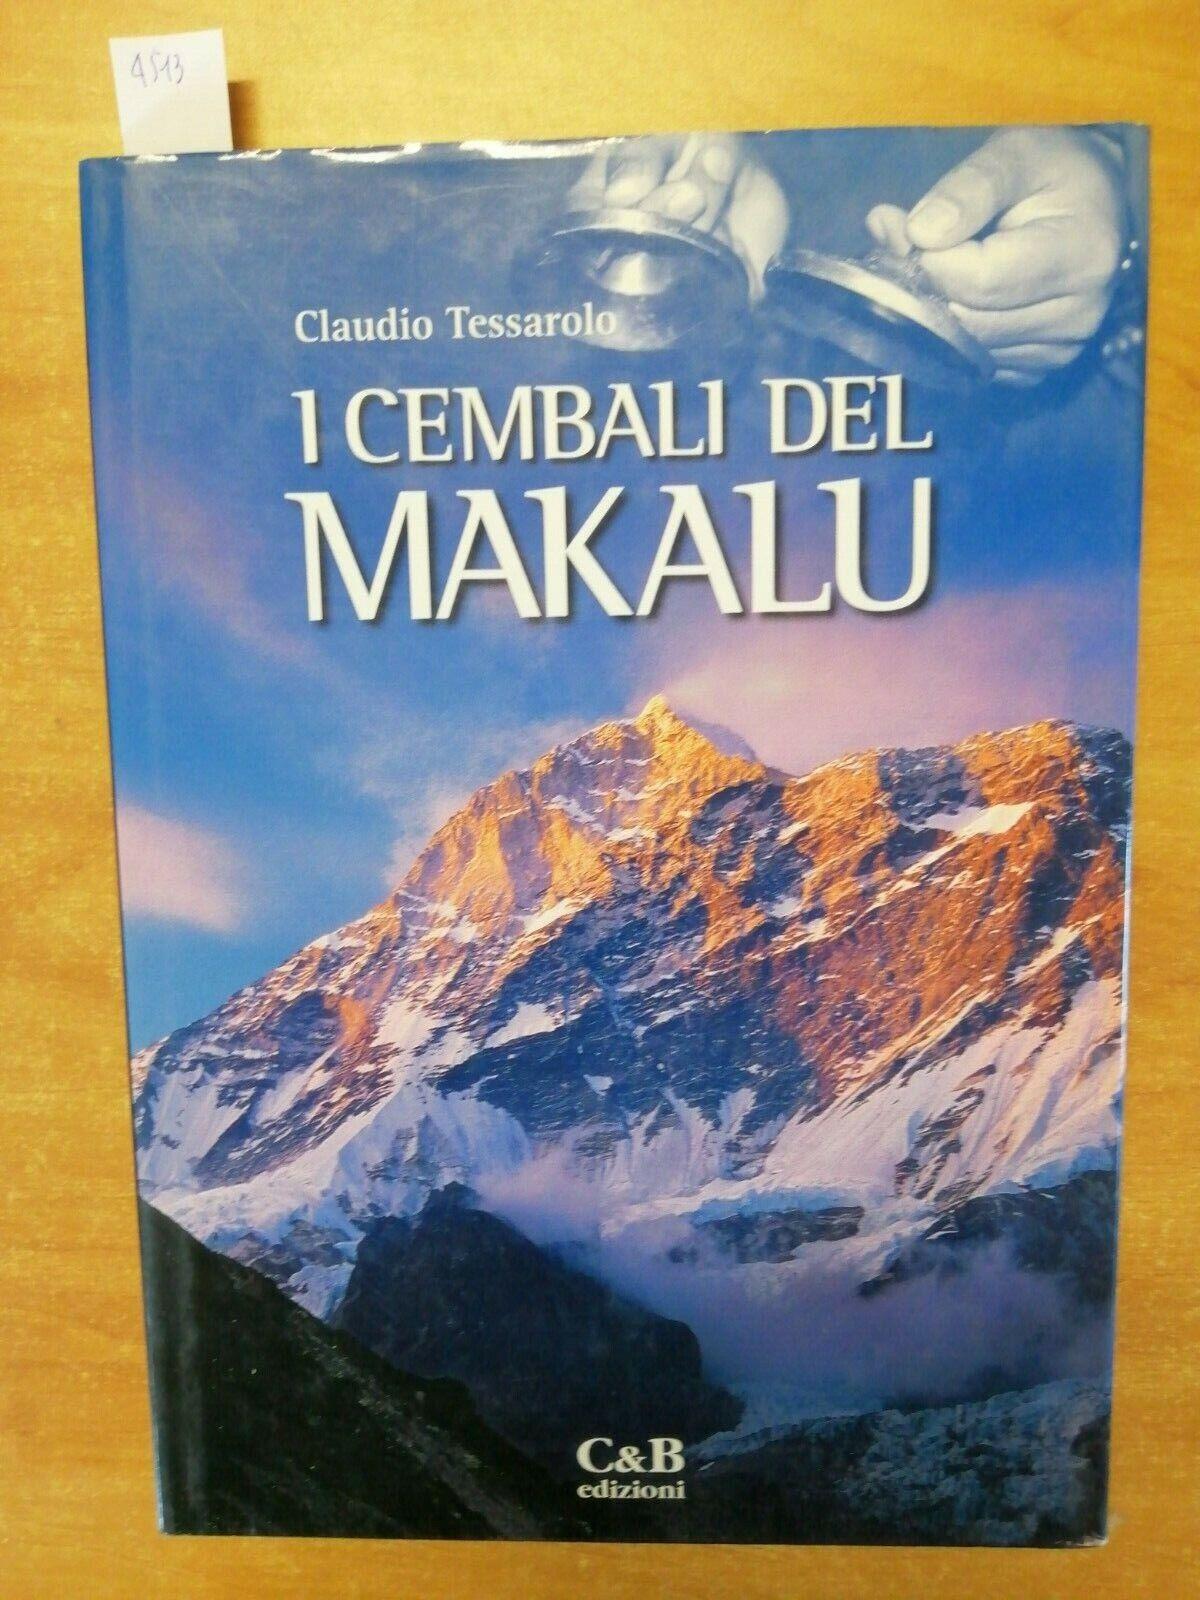 4513
Claudio Tessarolo
I CEMBALI DEL
MAKALU
C&B
edizioni